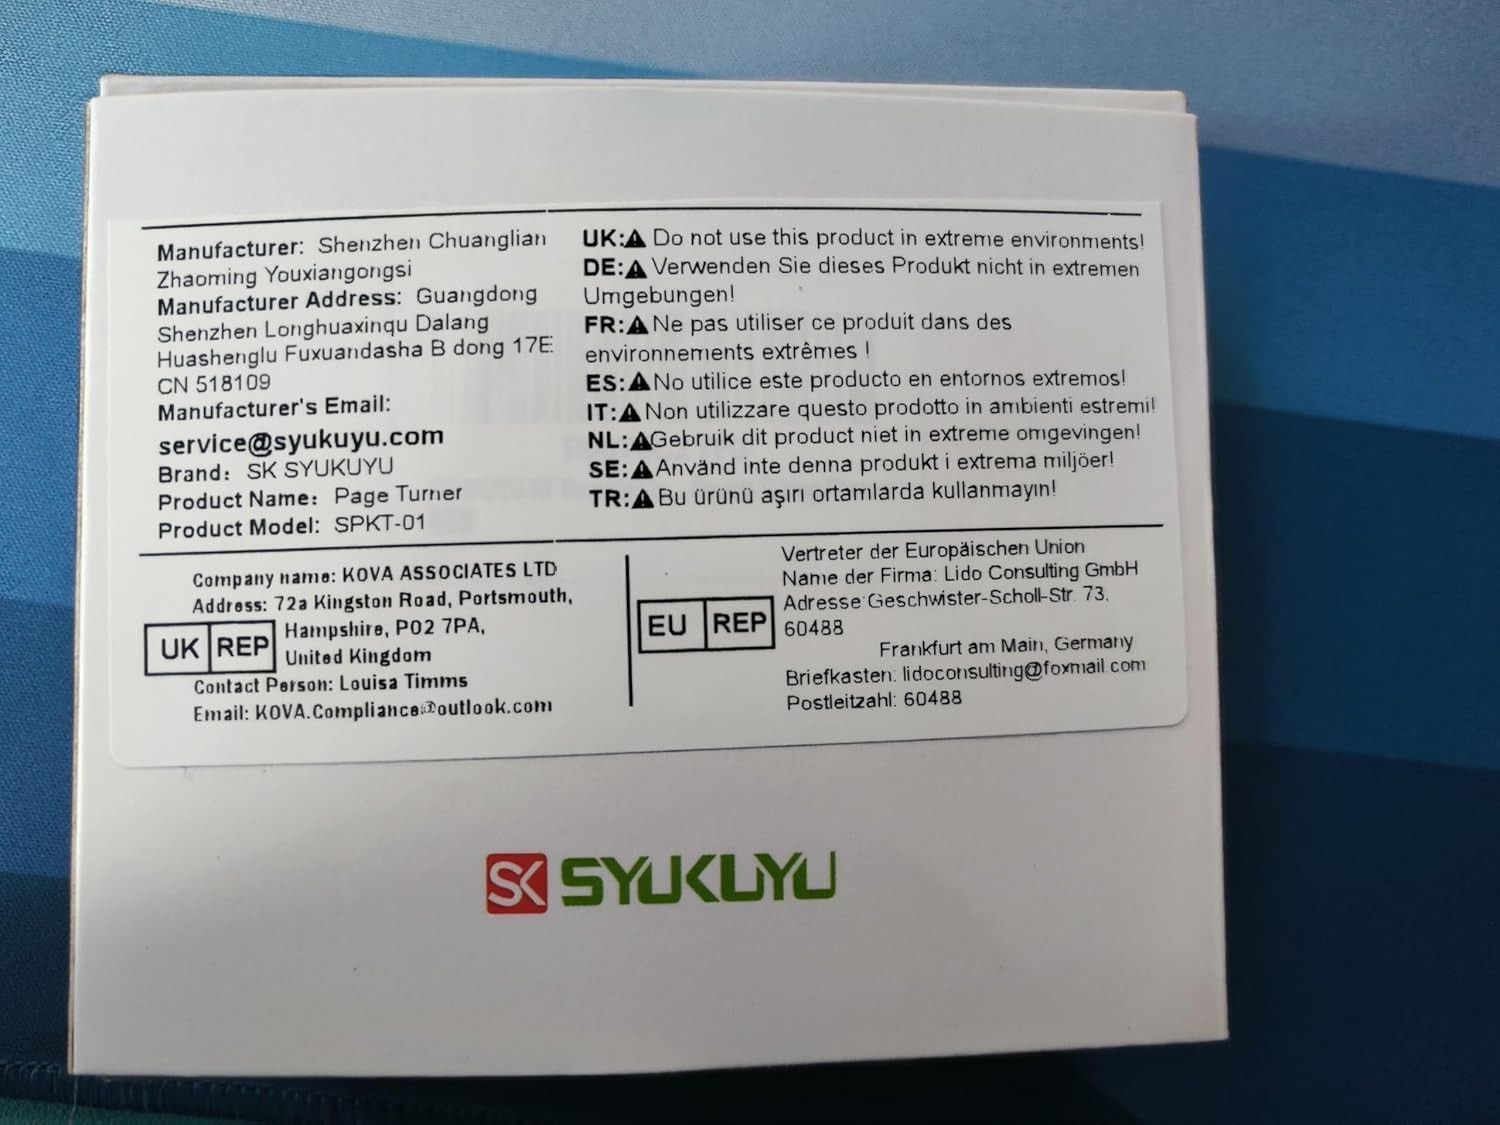 Manufacturer: Shenzhen Chuanglian
Zhaoming Youxiangongsi
Manufacturer Address: Guangdong
Shenzhen Longhuaxinqu Dalang
Huashenglu Fuxuandasha B dong 17E
CN 518109
Manufacturer's Email:
service@syukuyu.com
Brand: SK SYUKUYU
Product Name: Page Turner
Product Model: SPKT-01
UK:⚠ Do not use this product in extreme environments!
DE:⚠ Verwenden Sie dieses Produkt nicht in extremen
Umgebungen!
FR:⚠ Ne pas utiliser ce produit dans des
environnements extrêmes !
ES:⚠ No utilice este producto en entornos extremos!
IT:⚠ Non utilizzare questo prodotto in ambienti estremi!
NL:⚠ Gebruik dit product niet in extreme omgevingen!
SE:⚠ Använd inte denna produkt i extrema miljöer!
TR:⚠ Bu ürünü aşırı ortamlarda kullanmayın!
Company name: KOVA ASSOCIATES LTD
Address: 72a Kingston Road, Portsmouth,
Hampshire, PO2 7PA,
UK REP
United Kingdom
Contact Person: Louisa Timms
Email: KOVA.Compliance@outlook.com
Vertreter der Europäischen Union
Name der Firma: Lido Consulting GmbH
Adresse:Geschwister-Scholl-Str. 73,
EU REP
60488
Frankfurt am Main, Germany
Briefkasten: lidoconsulting@foxmail.com
Postleitzahl: 60488
SK SYUKUYU